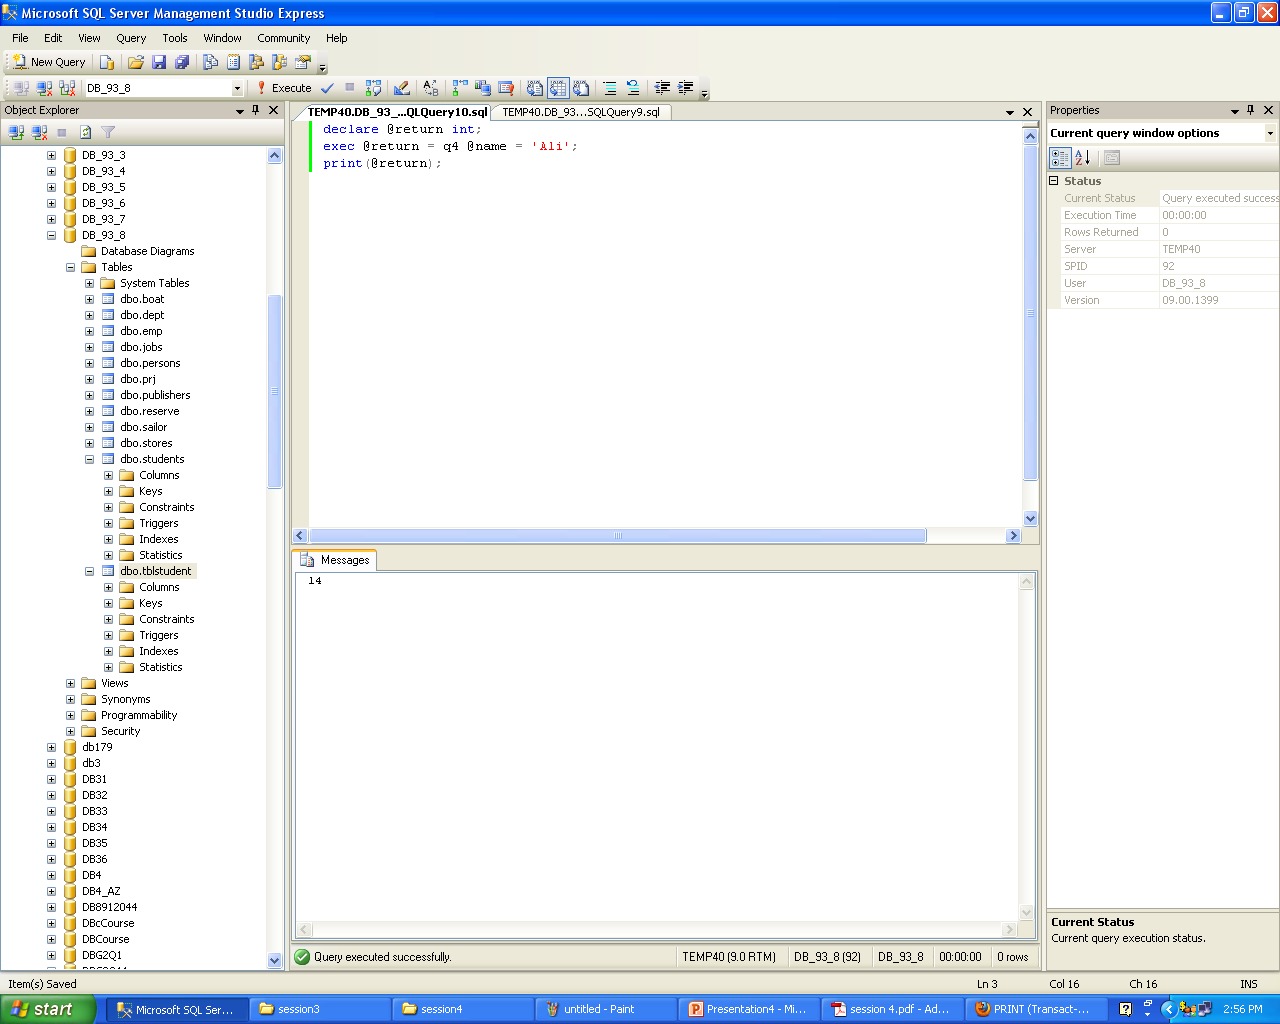 Microsoft SQL Server Management Studio Express
File Edit View Query Tools Window Community Help
New Query
DB_93_8 Execute
Object Explorer
DB_93_3
DB_93_4
DB_93_5
DB_93_6
DB_93_7
DB_93_8
Database Diagrams
Tables
System Tables
dbo.boat
dbo.dept
dbo.emp
dbo.jobs
dbo.persons
dbo.prj
dbo.publishers
dbo.reserve
dbo.sailor
dbo.stores
dbo.students
Columns
Keys
Constraints
Triggers
Indexes
Statistics
dbo.tblstudent
Columns
Keys
Constraints
Triggers
Indexes
Statistics
Views
Synonyms
Programmability
Security
db179
db3
DB31
DB32
DB33
DB34
DB35
DB36
DB4
DB4_AZ
DB8912044
DBcCourse
DBCourse
DBG2Q1
TEMP40.DB_93_...QLQuery10.sql TEMP40.DB_93...SQLQuery9.sql
declare @return int;
exec @return = q4 @name = 'Ali';
print(@return);
Messages
14
Query executed successfully. TEMP40 (9.0 RTM) DB_93_8 (92) DB_93_8 00:00:00 0 rows
Properties
Current query window options
Status
Current Status Query executed success
Execution Time 00:00:00
Rows Returned 0
Server TEMP40
SPID 92
User DB_93_8
Version 09.00.1399
Current Status
Current query execution status.
Item(s) Saved Ln 3 Col 16 Ch 16 INS
start Microsoft SQL Ser... session3 session4 untitled - Paint Presentation4 - Mi... session 4.pdf - Ad... PRINT (Transact-... 2:56 PM